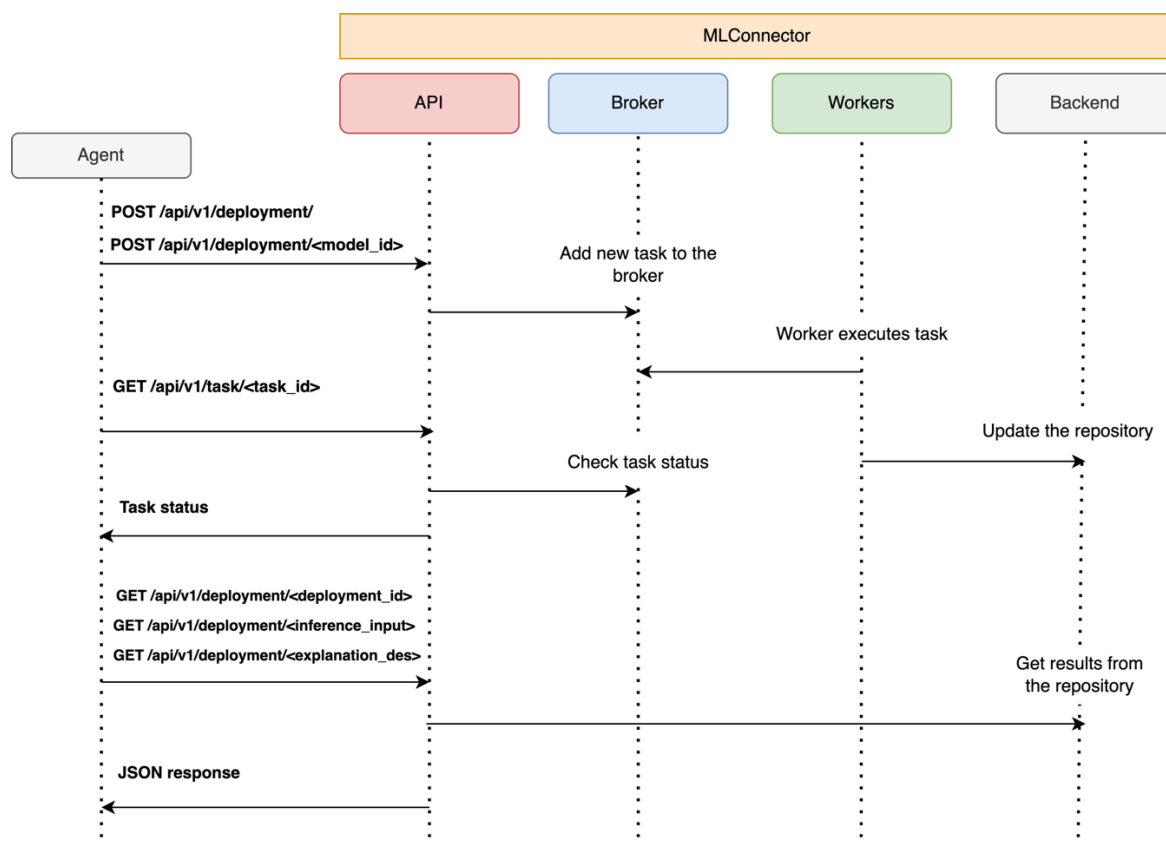 MLConnector
API
Broker
Workers
Backend
Agent
POST /api/v1/deployment/
POST /api/v1/deployment/<model_id>
Add new task to the
broker
Worker executes task
GET /api/v1/task/<task_id>
Update the repository
Check task status
Task status
GET /api/v1/deployment/<deployment_id>
GET /api/v1/deployment/<inference_input>
GET /api/v1/deployment/<explanation_des>
Get results from
the repository
JSON response